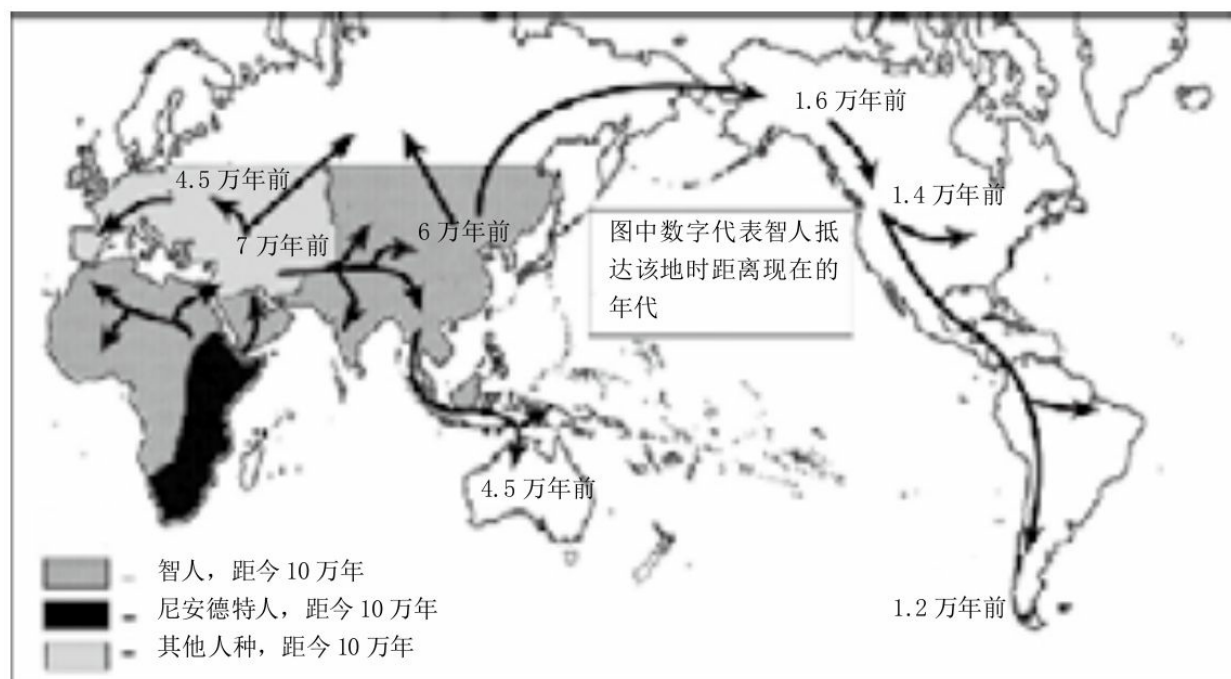 1.6 万年前
4.5 万年前
1.4 万年前
7 万年前
6 万年前
图中数字代表智人抵
达该地时距离现在的
年代
4.5 万年前
智人，距今 10 万年
尼安德特人，距今 10 万年
其他人种，距今 10 万年
1.2 万年前